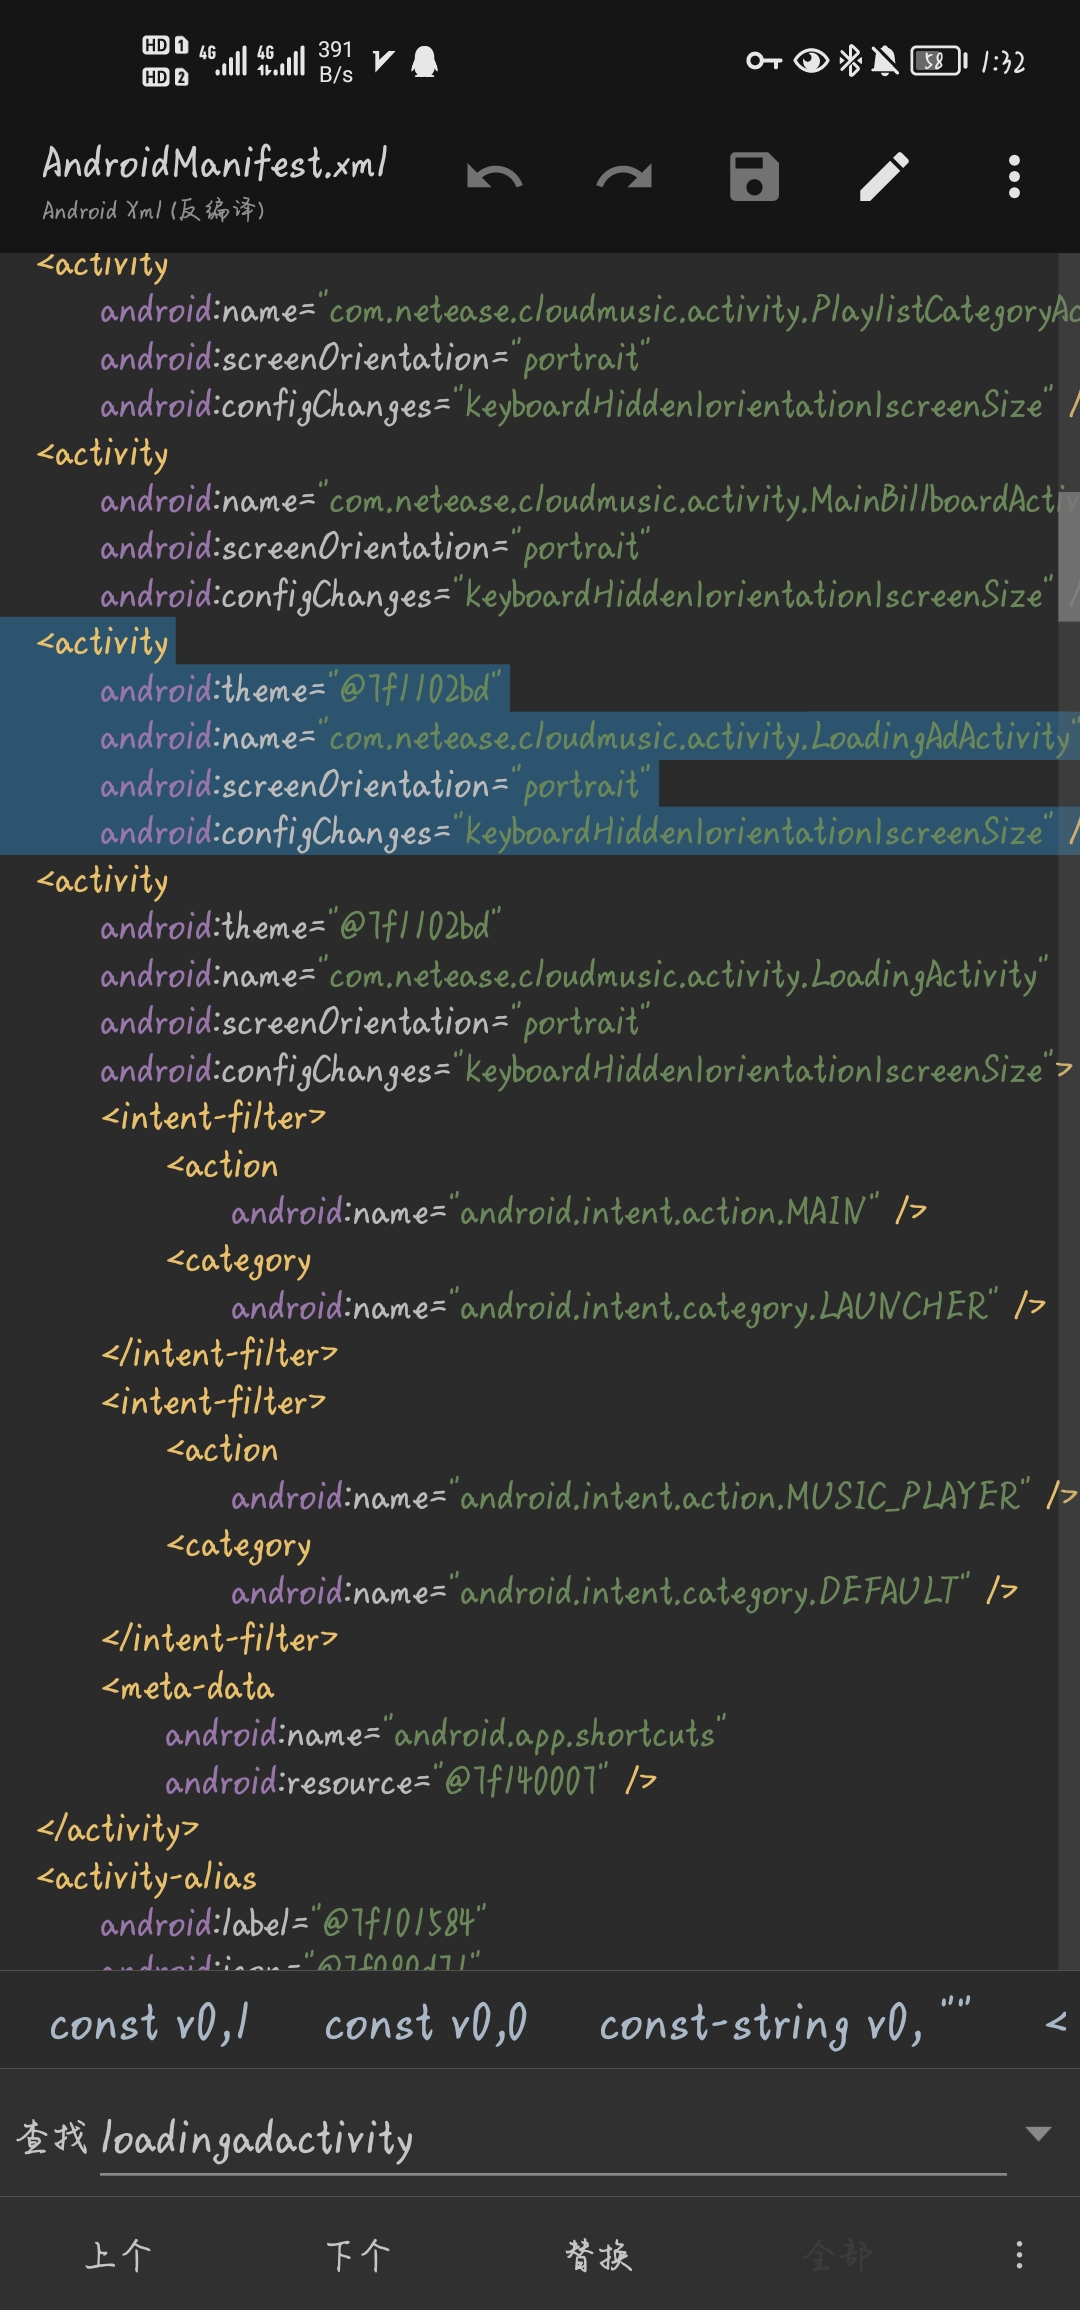 HD 1 4G 4G 391 58 1:32
HD 2 B/s
AndroidManifest.xml
Android Xml (反编译)
<activity
android:name="com.netease.cloudmusic.activity.PlaylistCategoryAc
android:screenOrientation="portrait"
android:configChanges="keyboardHidden|orientation|screenSize" /
<activity
android:name="com.netease.cloudmusic.activity.MainBillboardActiv
android:screenOrientation="portrait"
android:configChanges="keyboardHidden|orientation|screenSize" /
<activity
android:theme="@7f1102bd"
android:name="com.netease.cloudmusic.activity.LoadingAdActivity"
android:screenOrientation="portrait"
android:configChanges="keyboardHidden|orientation|screenSize" /
<activity
android:theme="@7f1102bd"
android:name="com.netease.cloudmusic.activity.LoadingActivity"
android:screenOrientation="portrait"
android:configChanges="keyboardHidden|orientation|screenSize">
<intent-filter>
<action
android:name="android.intent.action.MAIN" />
<category
android:name="android.intent.category.LAUNCHER" />
</intent-filter>
<intent-filter>
<action
android:name="android.intent.action.MUSIC_PLAYER" />
<category
android:name="android.intent.category.DEFAULT" />
</intent-filter>
<meta-data
android:name="android.app.shortcuts"
android:resource="@7f140007" />
</activity>
<activity-alias
android:label="@7f101584"
android:icon="@7f080d71"
const v0,1 const v0,0 const-string v0, "" <
查找 loadingadactivity
上个 下个 替换 全部